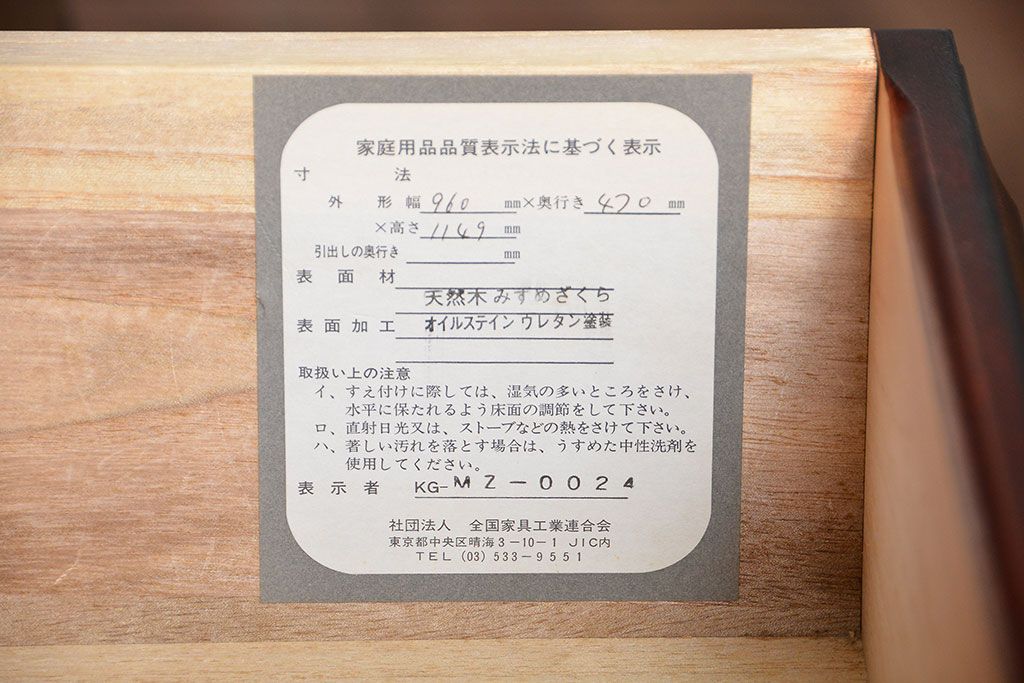 家庭用品品質表示法に基づく表示
寸　法
外形 幅 960 mm×奥行き 470 mm
×高さ 1149 mm
引出しの奥行き mm
表面材
天然木 みずめざくら
表面加工 オイルステイン ウレタン塗装
取扱い上の注意
イ、すえ付けに際しては、湿気の多いところをさけ、
水平に保たれるよう床面の調節をして下さい。
ロ、直射日光又は、ストーブなどの熱をさけて下さい。
ハ、著しい汚れを落とす場合は、うすめた中性洗剤を
使用してください。
表示者 KG-MZ-0024
社団法人　全国家具工業連合会
東京都中央区晴海3-10-1 JIC内
TEL (03) 533-9551